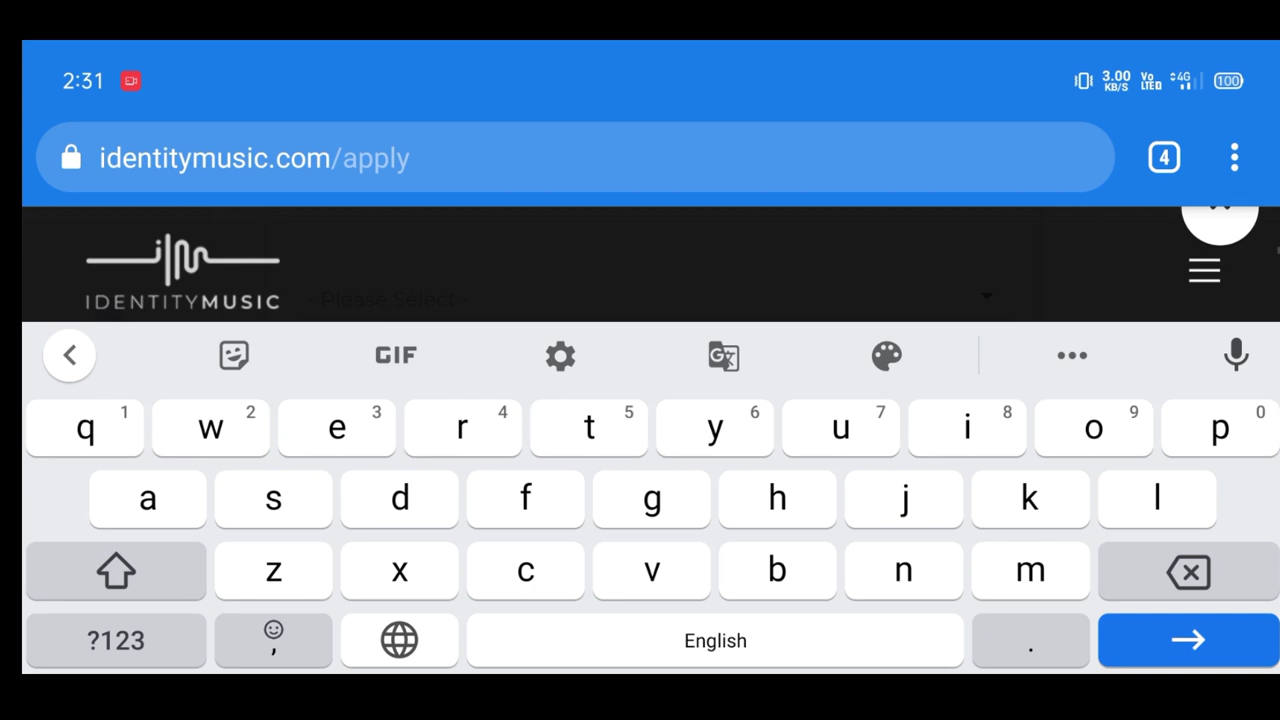 2:31 3.00 KB/S Vo LTE 4G 100
identitymusic.com/apply 4
IDENTITYMUSIC
- Please Select -
GIF
q 1 w 2 e 3 r 4 t 5 y 6 u 7 i 8 o 9 p 0
a s d f g h j k l
z x c v b n m
?123 , English .